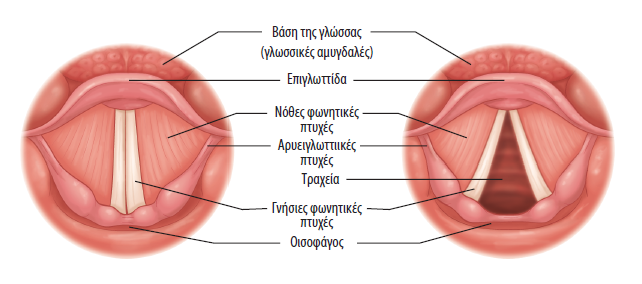 Βάση της γλώσσας
(γλωσσικές αμυγδαλές)
Επιγλωττίδα
Νόθες φωνητικές
πτυχές
Αρυειγλωττιικές
πτυχές
Τραχεία
Γνήσιες φωνητικές
πτυχές
Οισοφάγος